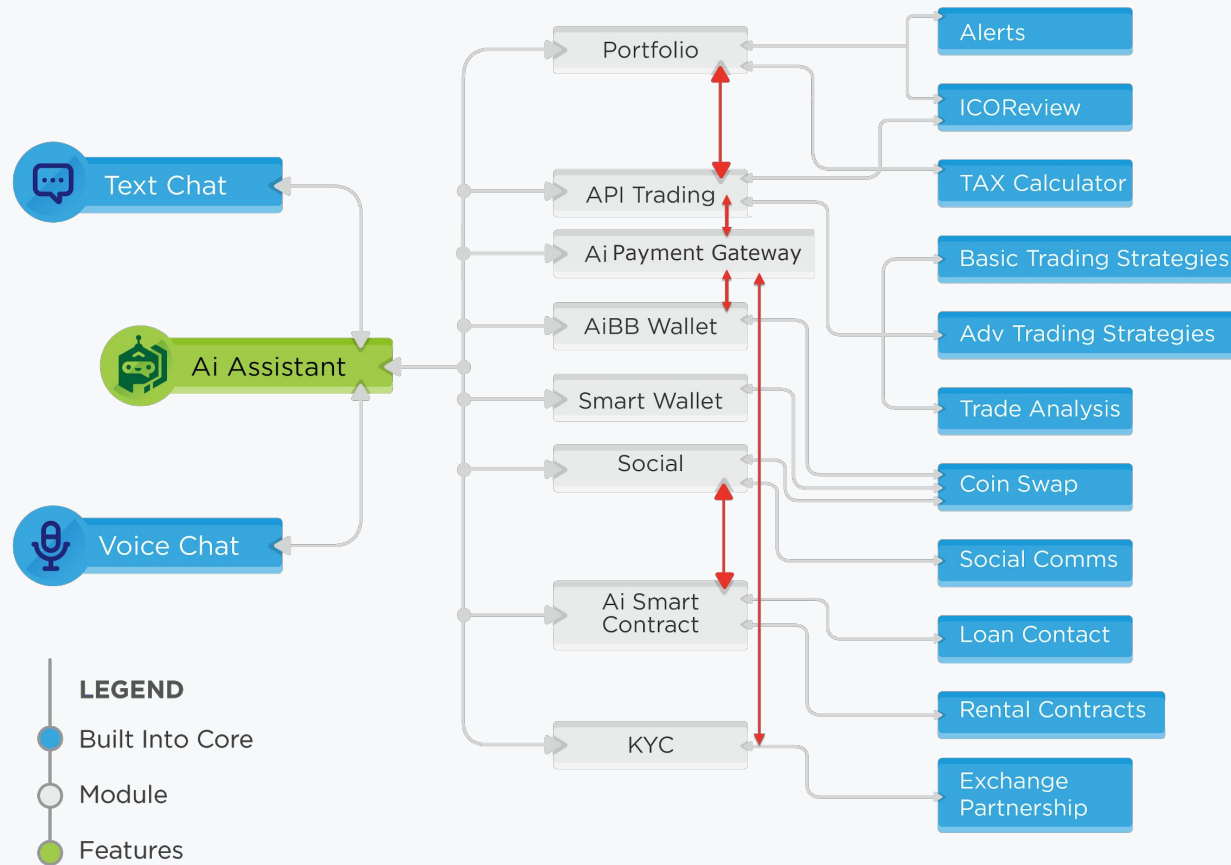 Text Chat
Ai Assistant
Voice Chat
Portfolio
API Trading
Ai Payment Gateway
AiBB Wallet
Smart Wallet
Social
Ai Smart
Contract
KYC
Alerts
ICOReview
TAX Calculator
Basic Trading Strategies
Adv Trading Strategies
Trade Analysis
Coin Swap
Social Comms
Loan Contact
Rental Contracts
Exchange
Partnership
LEGEND
Built Into Core
Module
Features